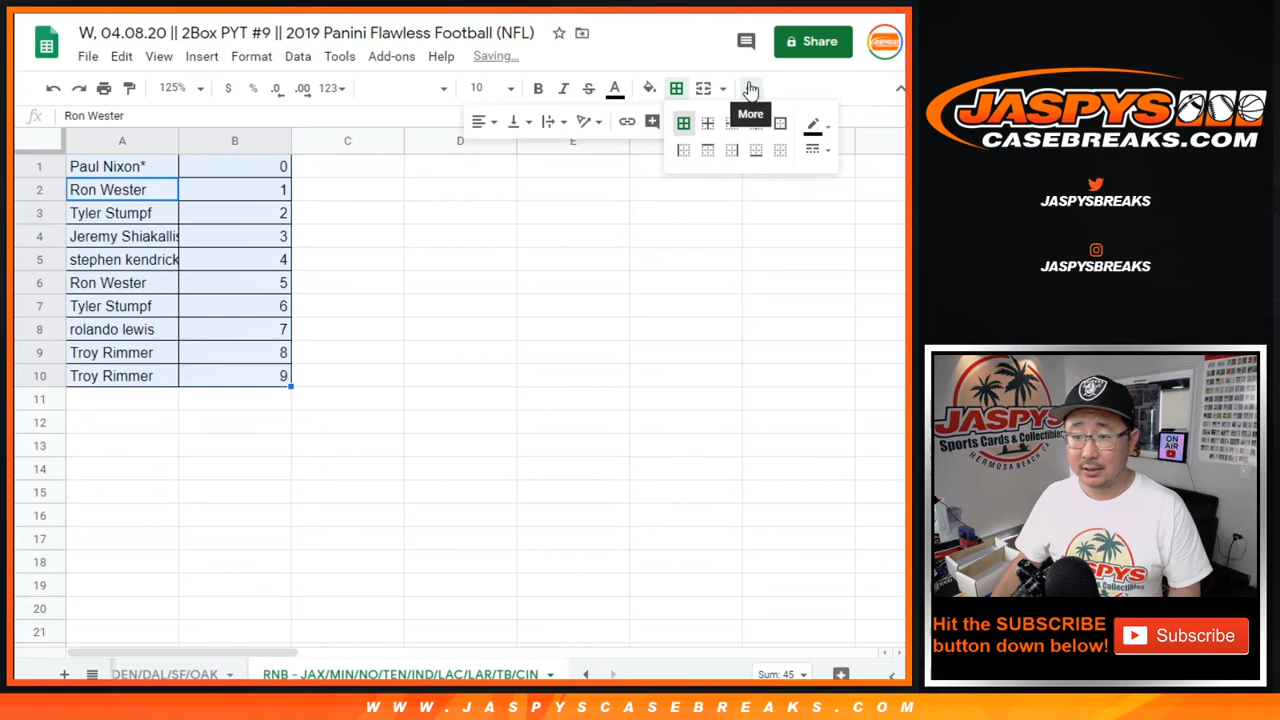 W, 04.08.20 || 2Box PYT #9 || 2019 Panini Flawless Football (NFL)
Share
File Edit View Insert Format Data Tools Add-ons Help Saving...
125% $ % .0 .00 123 10 B I S A
More
fx Ron Wester
A B C D E
1 Paul Nixon* 0
2 Ron Wester 1
3 Tyler Stumpf 2
4 Jeremy Shiakallis 3
5 stephen kendrick 4
6 Ron Wester 5
7 Tyler Stumpf 6
8 rolando lewis 7
9 Troy Rimmer 8
10 Troy Rimmer 9
11
12
13
14
15
16
17
18
19
20
21
DEN/DAL/SF/OAK RNB - JAX/MIN/NO/TEN/IND/LAC/LAR/TB/CIN Sum: 45
JASPYS
CASEBREAKS.COM
JASPYSBREAKS
JASPYSBREAKS
JASPYS
Sports Cards & Collectibles
HERMOSA BEACH, CA
ON AIR
JASPYS
Hit the SUBSCRIBE
button down below!
Subscribe
WWW.JASPYSCASEBREAKS.COM